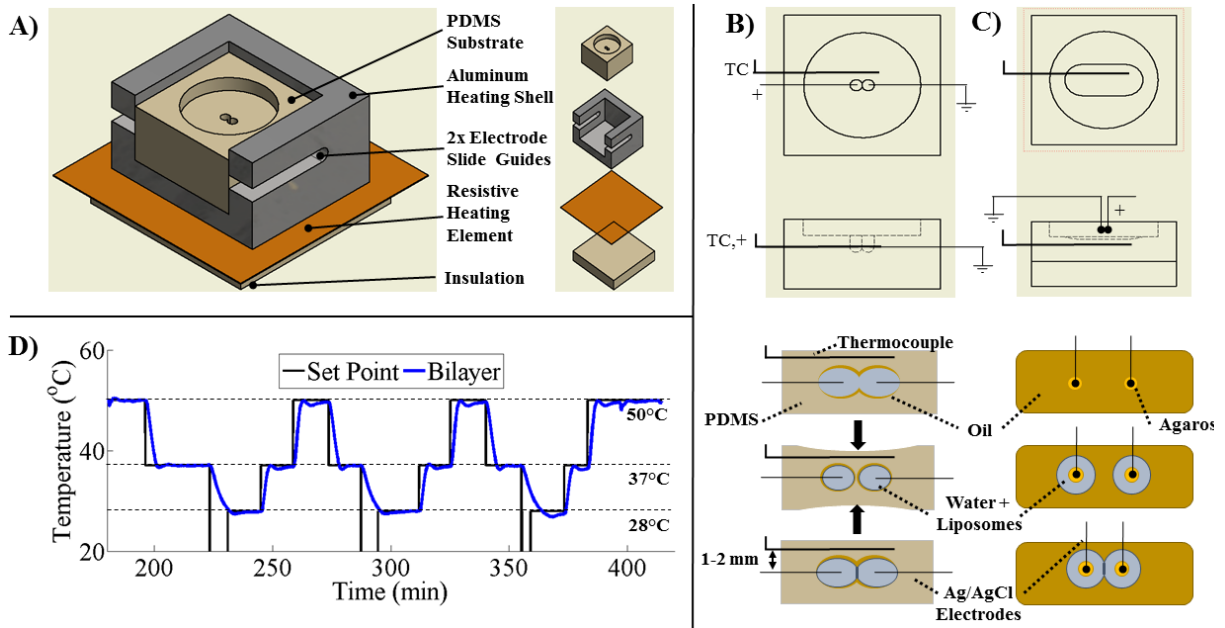 A)
PDMS
Substrate
Aluminum
Heating Shell
2x Electrode
Slide Guides
Resistive
Heating
Element
Insulation
B)
TC
+
TC,+
C)
+
D)
Temperature (°C)
60
40
20
Set Point
Bilayer
50°C
37°C
28°C
200
250
300
350
400
Time (min)
Thermocouple
PDMS
Oil
Agaros
Water +
Liposomes
1-2 mm
Ag/AgCl
Electrodes